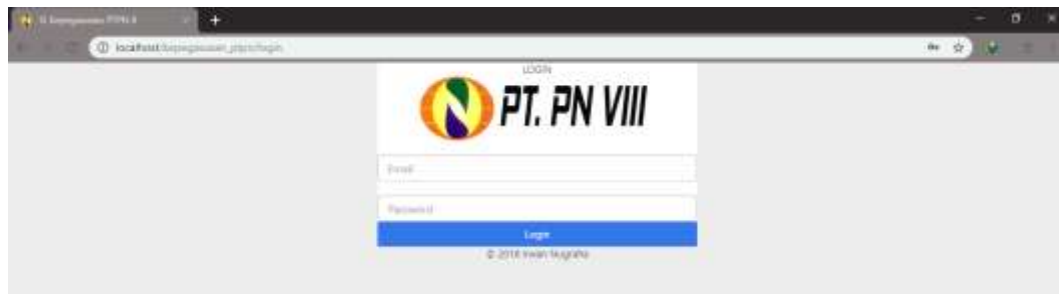 SI Kepegawaian PTPN 8
localhost/kepegawaian_ptpn/login
LOGIN
PT. PN VIII
Email
Password
Login
© 2018 Irwan Nugraha